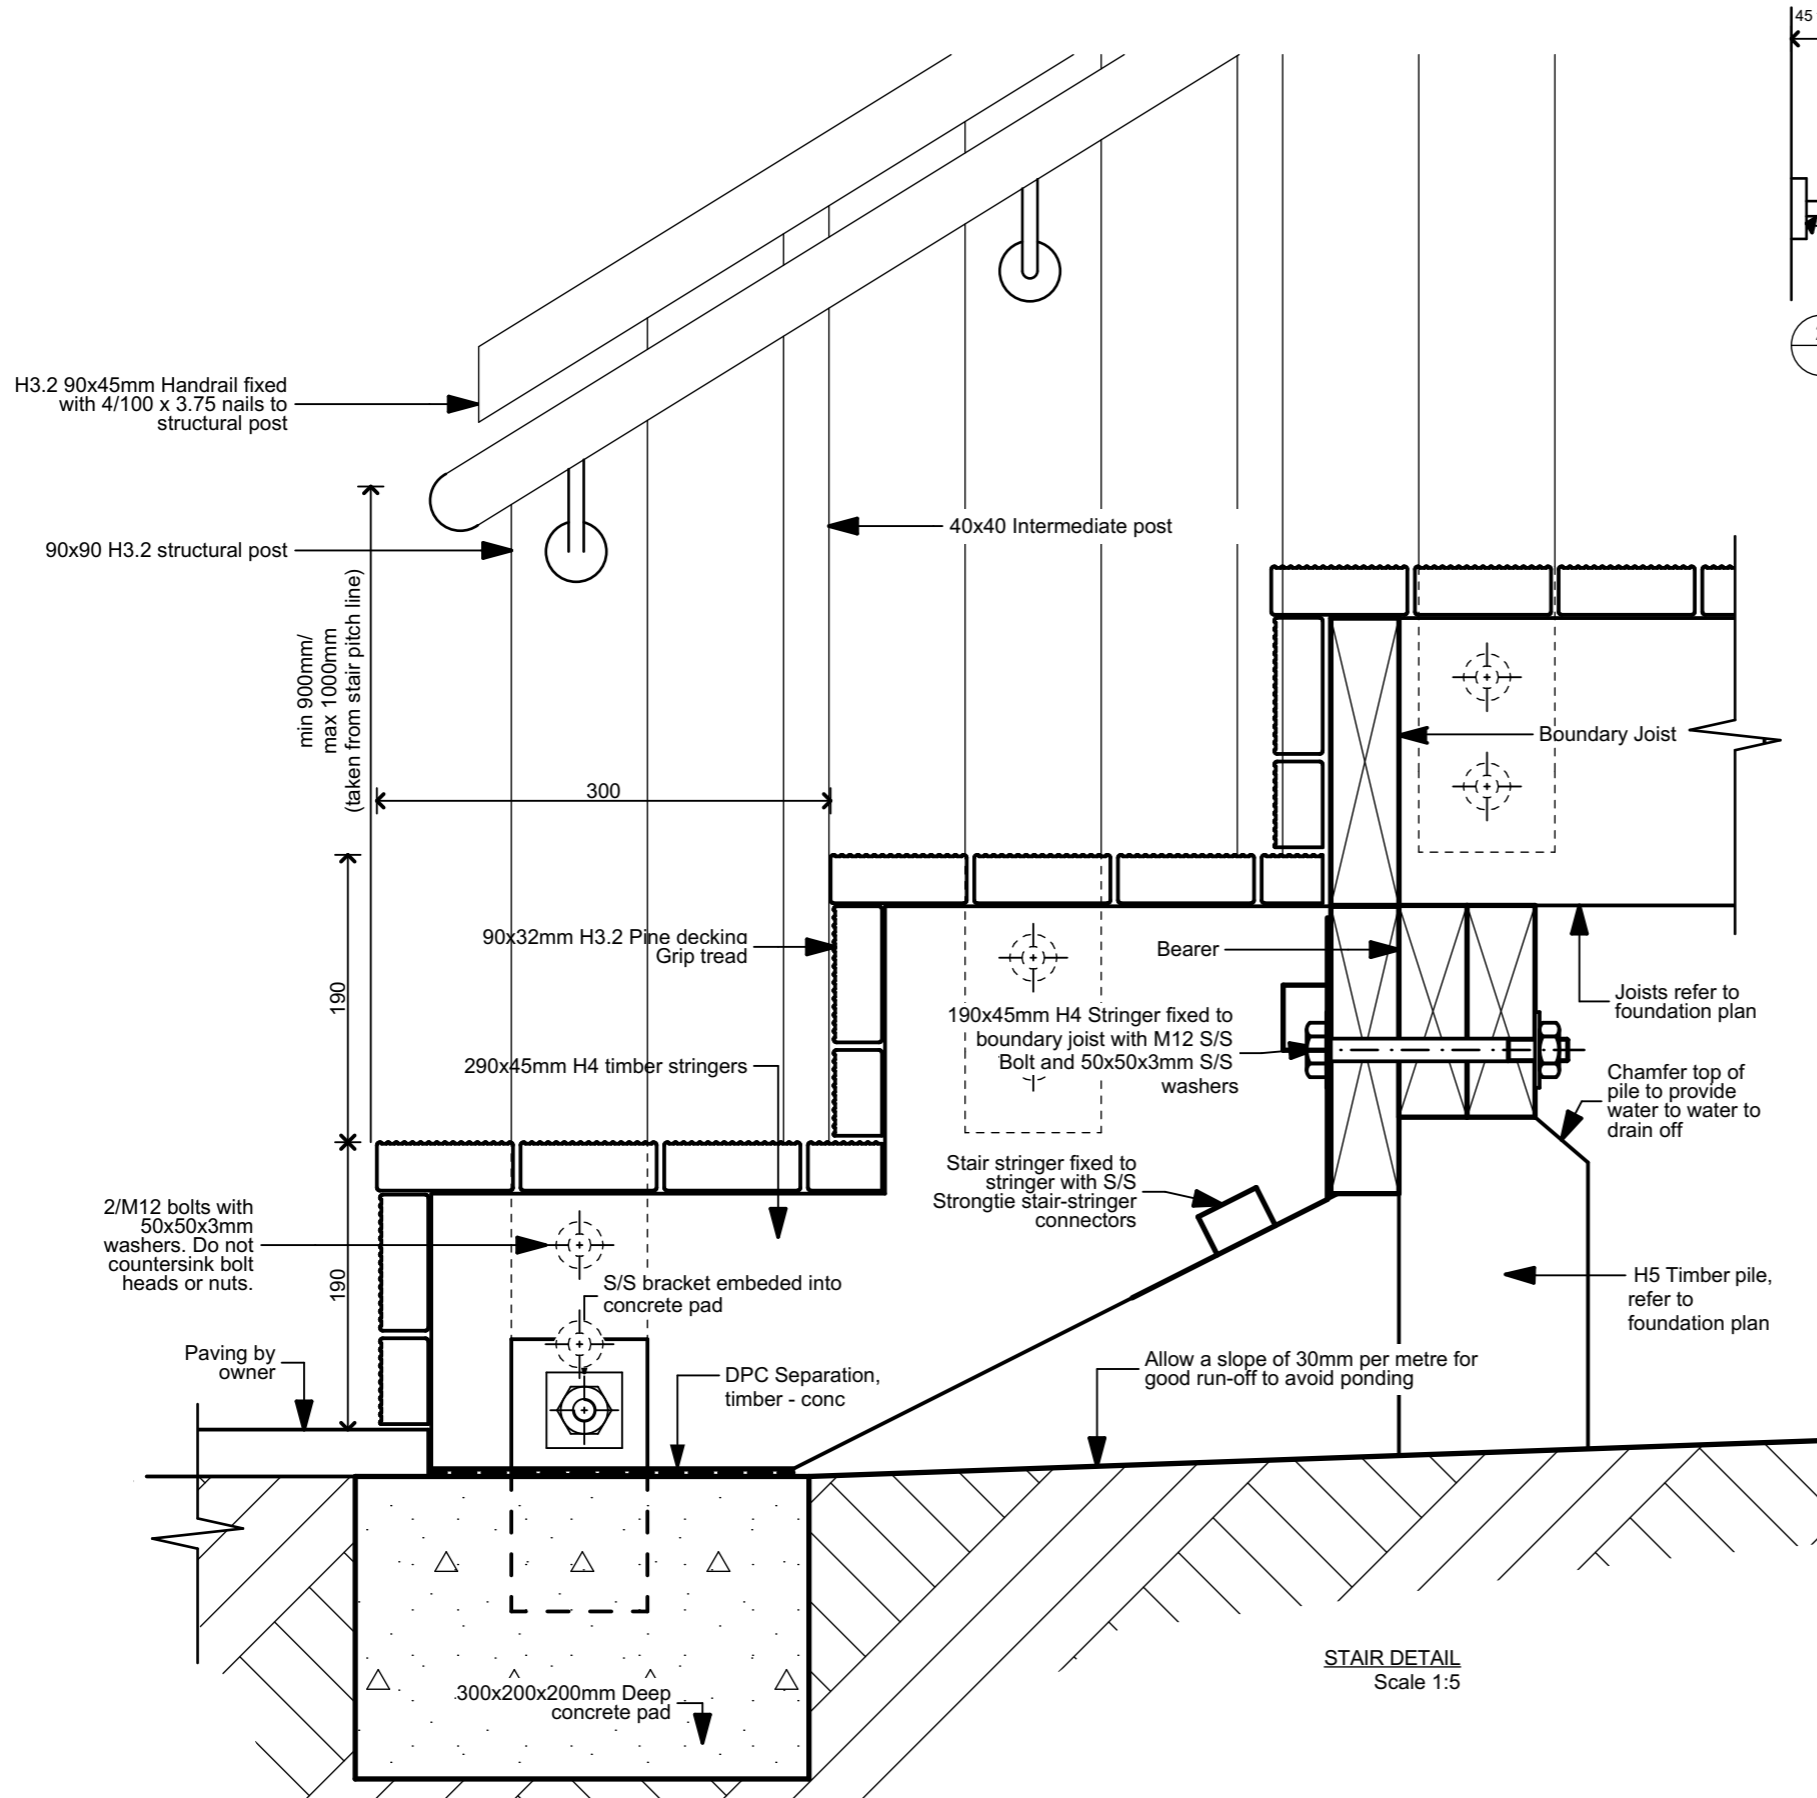 45
H3.2 90x45mm Handrail fixed
with 4/100 x 3.75 nails to
structural post
90x90 H3.2 structural post
40x40 Intermediate post
min 900mm/
max 1000mm
(taken from stair pitch line)
Boundary Joist
300
90x32mm H3.2 Pine decking
Grip tread
Bearer
190
190x45mm H4 Stringer fixed to
boundary joist with M12 S/S
Bolt and 50x50x3mm S/S
washers
Joists refer to
foundation plan
290x45mm H4 timber stringers
Chamfer top of
pile to provide
water to water to
drain off
Stair stringer fixed to
stringer with S/S
Strongtie stair-stringer
connectors
2/M12 bolts with
50x50x3mm
washers. Do not
countersink bolt
heads or nuts.
190
S/S bracket embeded into
concrete pad
H5 Timber pile,
refer to
foundation plan
Paving by
owner
DPC Separation,
timber - conc
Allow a slope of 30mm per metre for
good run-off to avoid ponding
300x200x200mm Deep
concrete pad
STAIR DETAIL
Scale 1:5